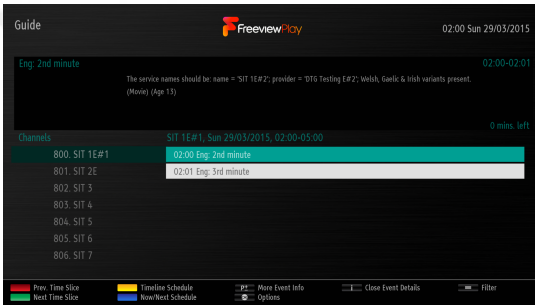 Guide
Freeview Play
02:00 Sun 29/03/2015
Eng: 2nd minute
02:00-02:01
The service names should be: name = 'SIT 1E#2'; provider = 'DTG Testing E#2'; Welsh, Gaelic & Irish variants present.
(Movie) (Age 13)
0 mins. left
Channels
SIT 1E#1, Sun 29/03/2015, 02:00-05:00
800. SIT 1E#1
02:00 Eng: 2nd minute
801. SIT 2E
02:01 Eng: 3rd minute
802. SIT 3
803. SIT 4
804. SIT 5
805. SIT 6
806. SIT 7
Prev. Time Slice
Timeline Schedule
P+ More Event Info
i Close Event Details
Filter
Next Time Slice
Now/Next Schedule
Options